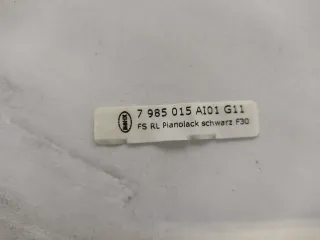 7 985 015 AI01 G11
FS RL Pianolack schwarz F30